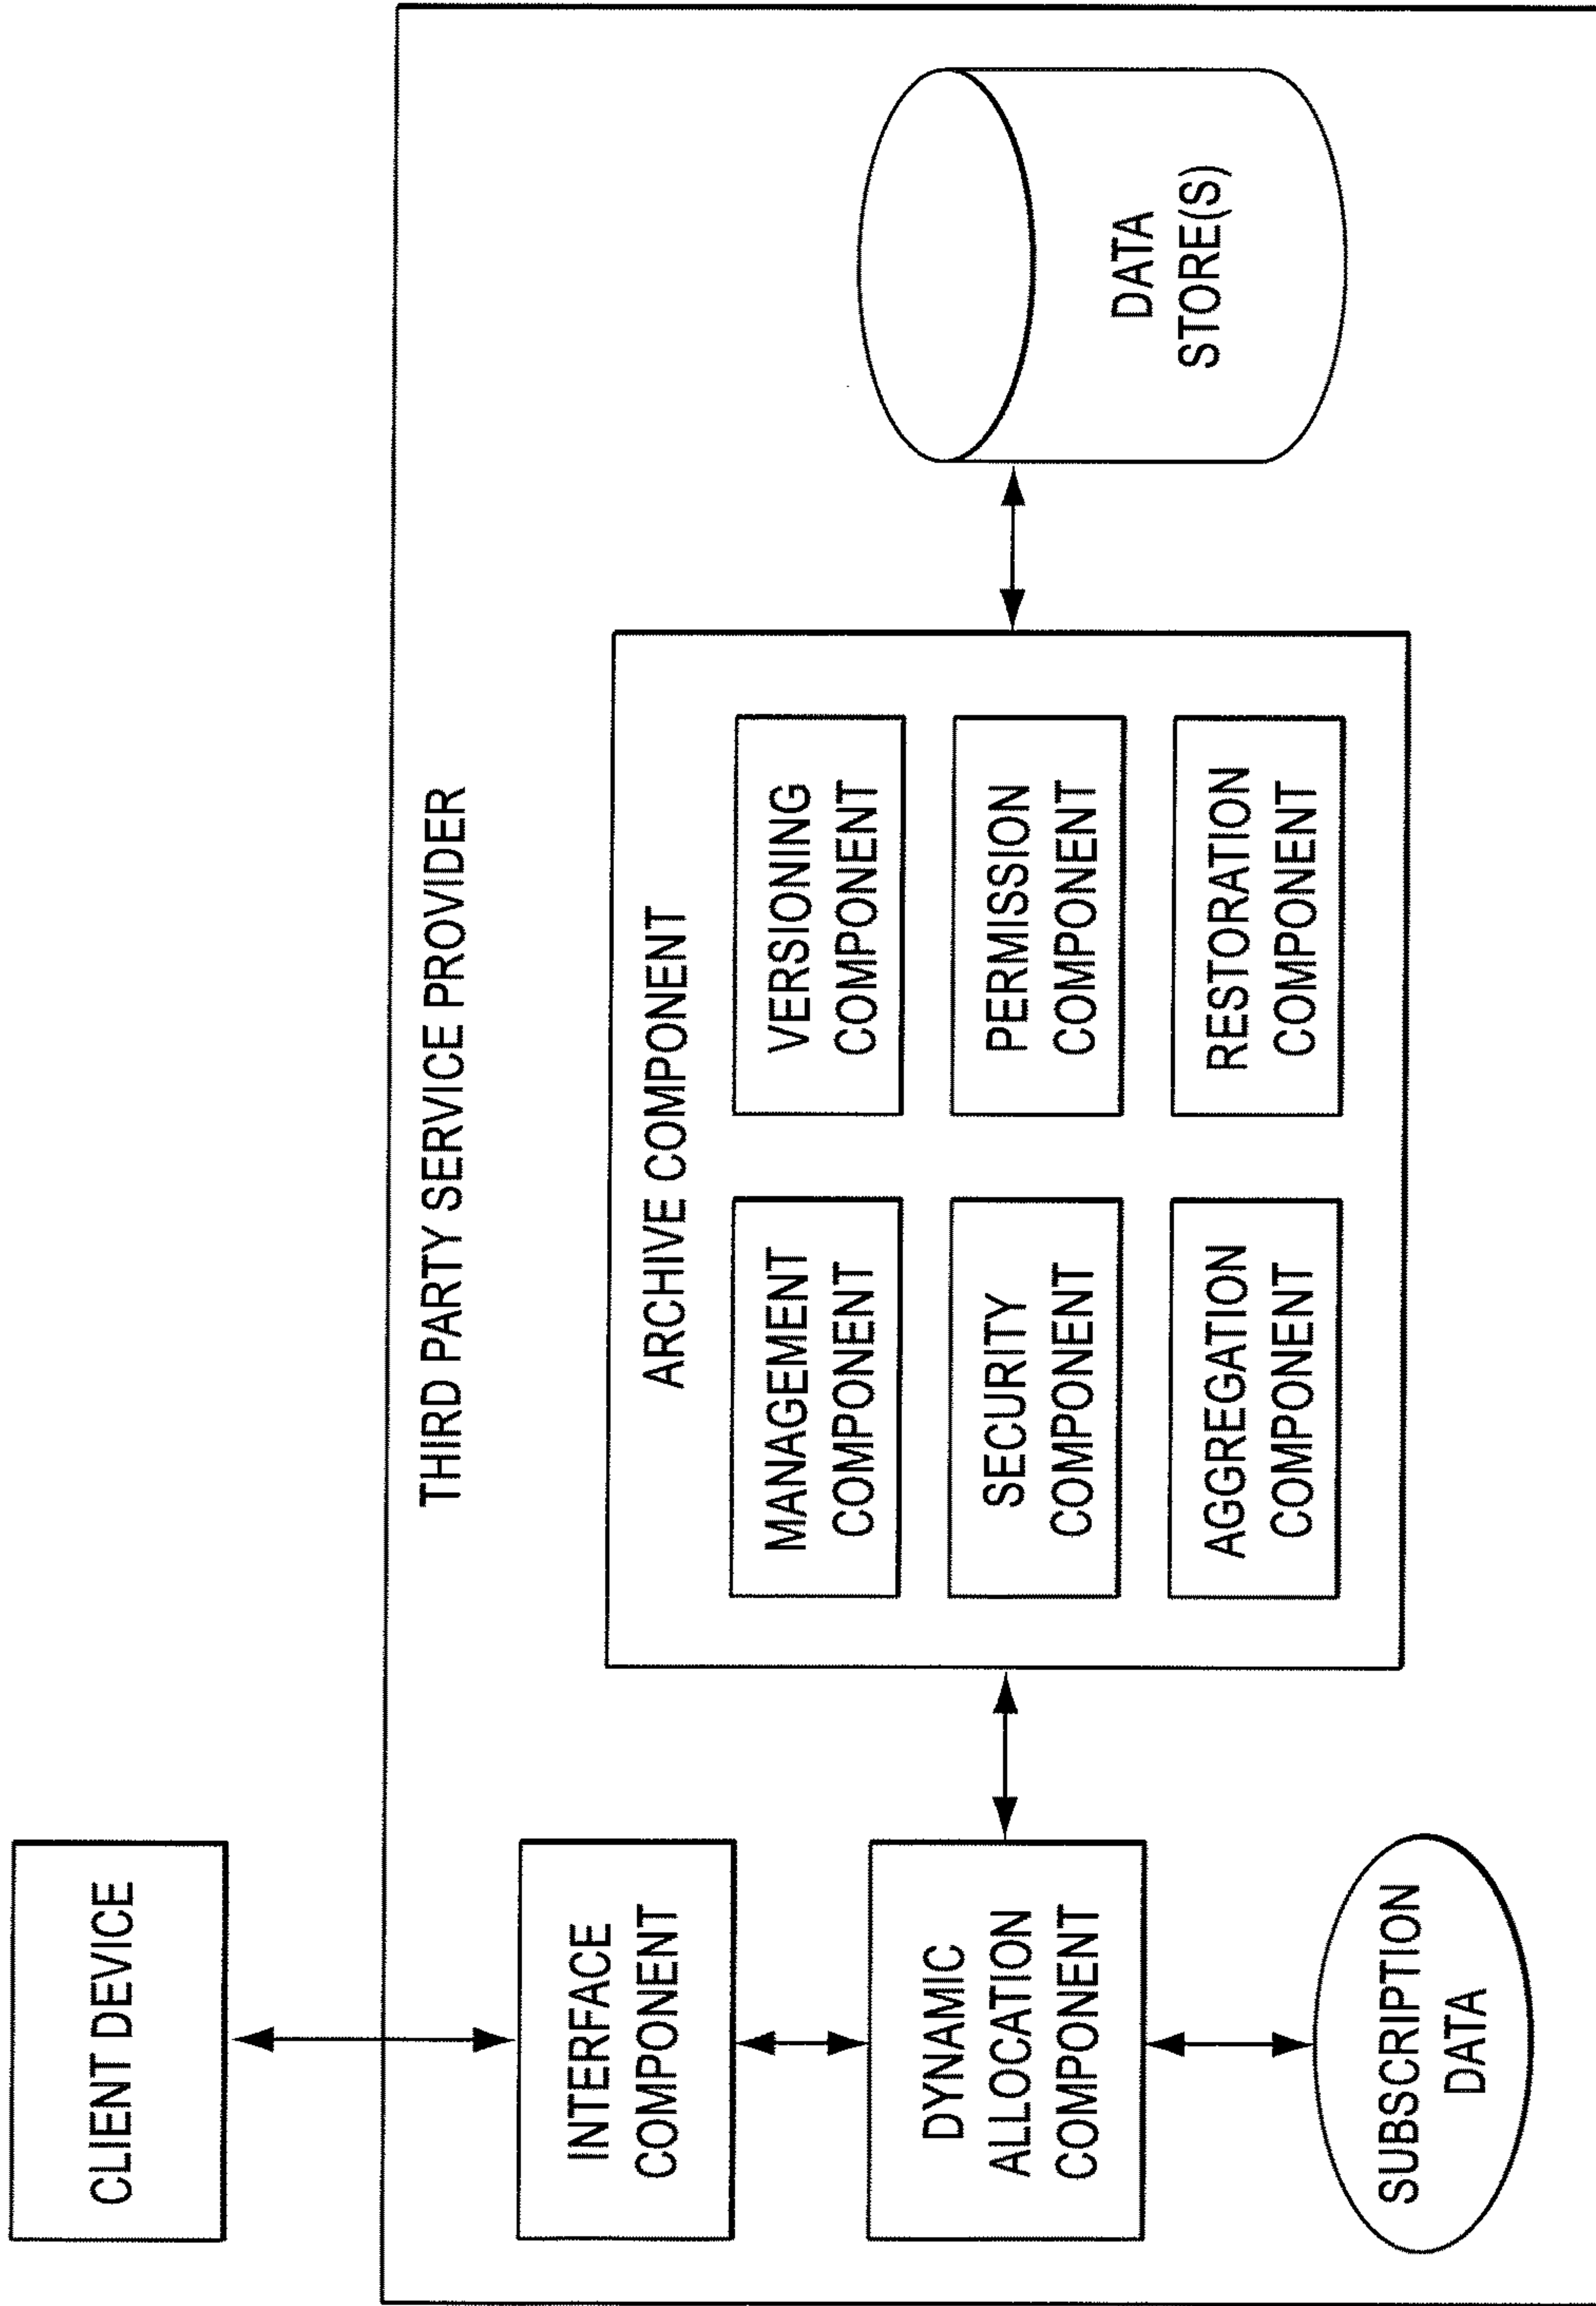 CLIENT DEVICE
THIRD PARTY SERVICE PROVIDER
INTERFACE
COMPONENT
DYNAMIC
ALLOCATION
COMPONENT
SUBSCRIPTION
DATA
ARCHIVE COMPONENT
MANAGEMENT
COMPONENT
VERSIONING
COMPONENT
SECURITY
COMPONENT
PERMISSION
COMPONENT
AGGREGATION
COMPONENT
RESTORATION
COMPONENT
DATA
STORE(S)